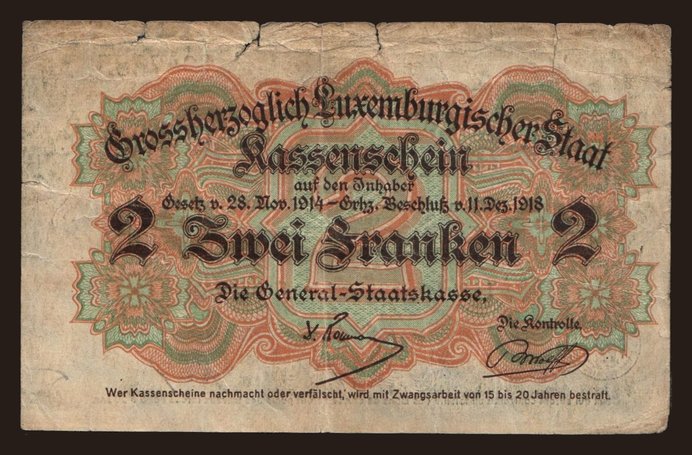 Grossherzoglich Luxemburgischer Staat
Kassenschein
auf den Inhaber
Gesetz v. 28. Nov. 1914 – Grhz. Beschluß v. 11. Dez. 1918
2 Zwei Franken 2
2
Die General-Staatskasse,
Die Kontrolle.
Wer Kassenscheine nachmacht oder verfälscht, wird mit Zwangsarbeit von 15 bis 20 Jahren bestraft.